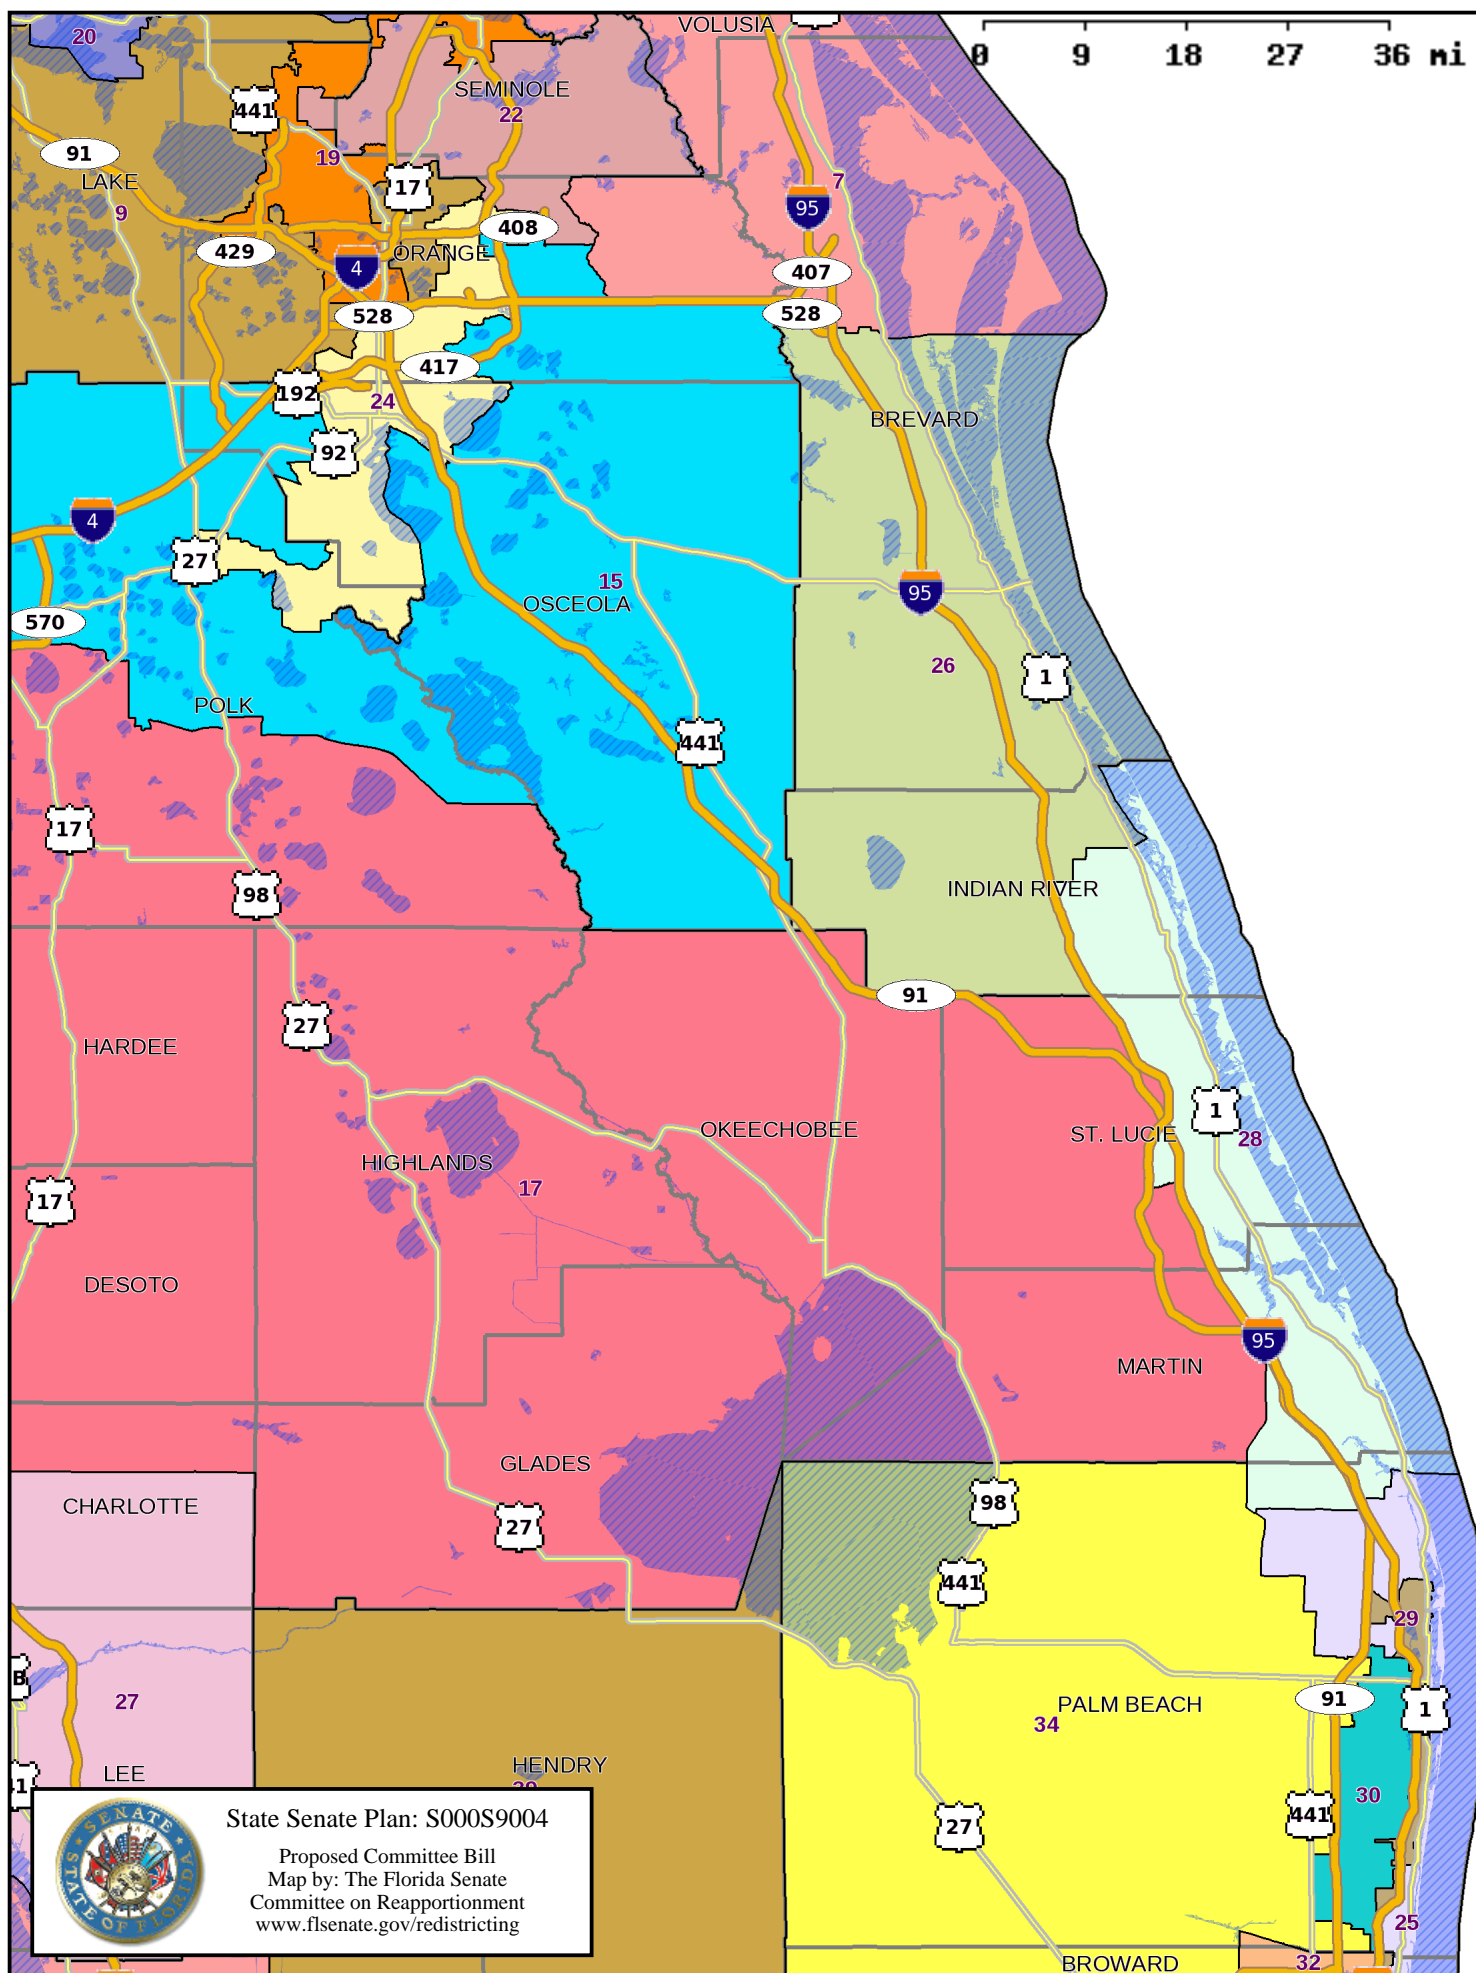 VOLUSIA
0 9 18 27 36 mi
20
SEMINOLE
22
441
91
19
17
7
95
LAKE
9
408
429
ORANGE
4
407
528
528
417
192
24
BREVARD
92
4
27
15
OSCEOLA
95
570
26
1
POLK
441
17
98
INDIAN RIVER
91
27
HARDEE
1
OKEECHOBEE
ST. LUCIE
28
HIGHLANDS
17
17
DESOTO
95
MARTIN
GLADES
98
CHARLOTTE
27
441
29
B
27
91
PALM BEACH
1
34
HENDRY
LEE
30
441
27
State Senate Plan: S000S9004
Proposed Committee Bill
Map by: The Florida Senate
Committee on Reapportionment
www.flsenate.gov/redistricting
SENATE
STATE OF FLORIDA
25
BROWARD
32